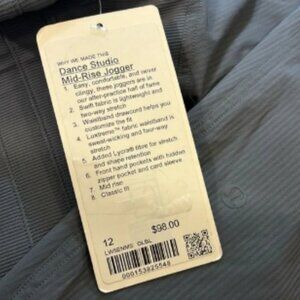 WHY WE MADE THIS
Dance Studio
Mid-Rise Jogger
1. Easy, comfortable, and never
clingy, these joggers are in
our after-practice hall of fame
2. Swift fabric is lightweight and
two-way stretch
3. Waistband drawcord helps you
customize the fit
4. Luxtreme™ fabric waistband is
sweat-wicking and four-way
stretch
5. Added Lycra® fibre for stretch
and shape retention
6. Front hand pockets with hidden
zipper pocket and card sleeve
7. Mid rise
8. Classic fit
12 $98.00
LW5ENMS
000153825548